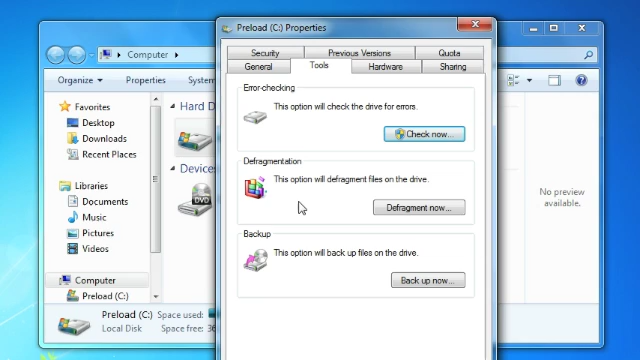 Preload (C:) Properties
Computer
Security Previous Versions Quota
General Tools Hardware Sharing
Organize Properties System
Error-checking
This option will check the drive for errors.
Check now...
Defragmentation
This option will defragment files on the drive.
Defragment now...
Backup
This option will back up files on the drive.
Back up now...
Favorites
Desktop
Downloads
Recent Places
Libraries
Documents
Music
Pictures
Videos
Computer
Preload (C:)
Hard D
Devices
DVD
No preview
available.
Preload (C:) Space used:
Local Disk Space free: 36